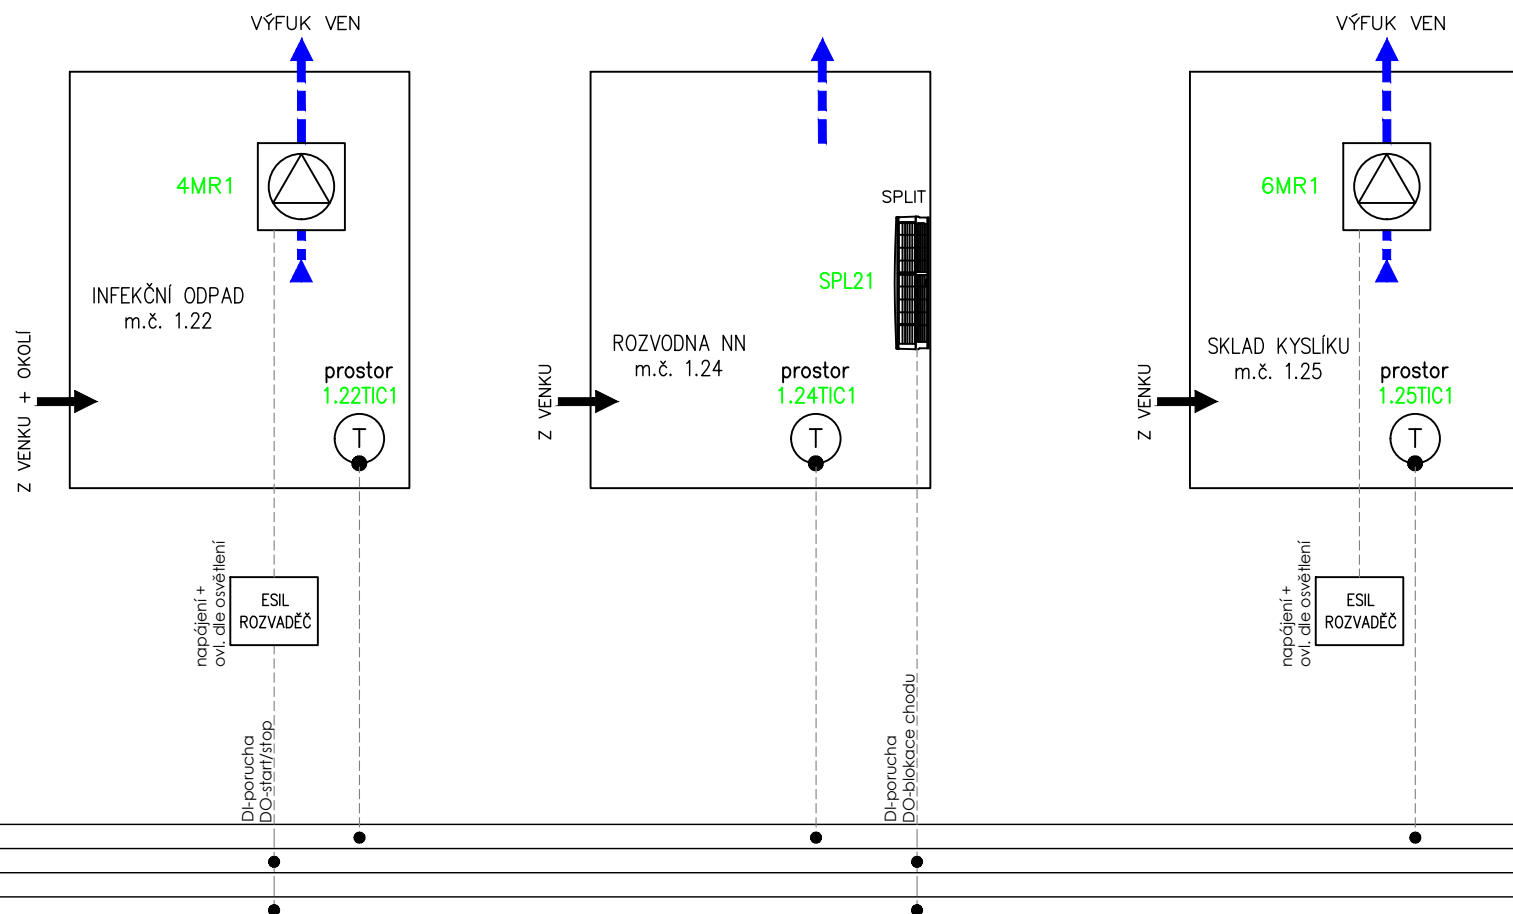 VÝFUK VEN
4MR1
INFEKČNÍ ODPAD
m.č. 1.22
Z VENKU + OKOLÍ
prostor
1.22TIC1
T
napájení +
ovl. dle osvětlení
ESIL
ROZVADĚČ
DI-porucha
DO-start/stop
SPLIT
SPL21
ROZVODNA NN
m.č. 1.24
Z VENKU
prostor
1.24TIC1
T
DI-porucha
DO-blokace chodu
VÝFUK VEN
6MR1
SKLAD KYSLÍKU
m.č. 1.25
Z VENKU
prostor
1.25TIC1
T
napájení +
ovl. dle osvětlení
ESIL
ROZVADĚČ